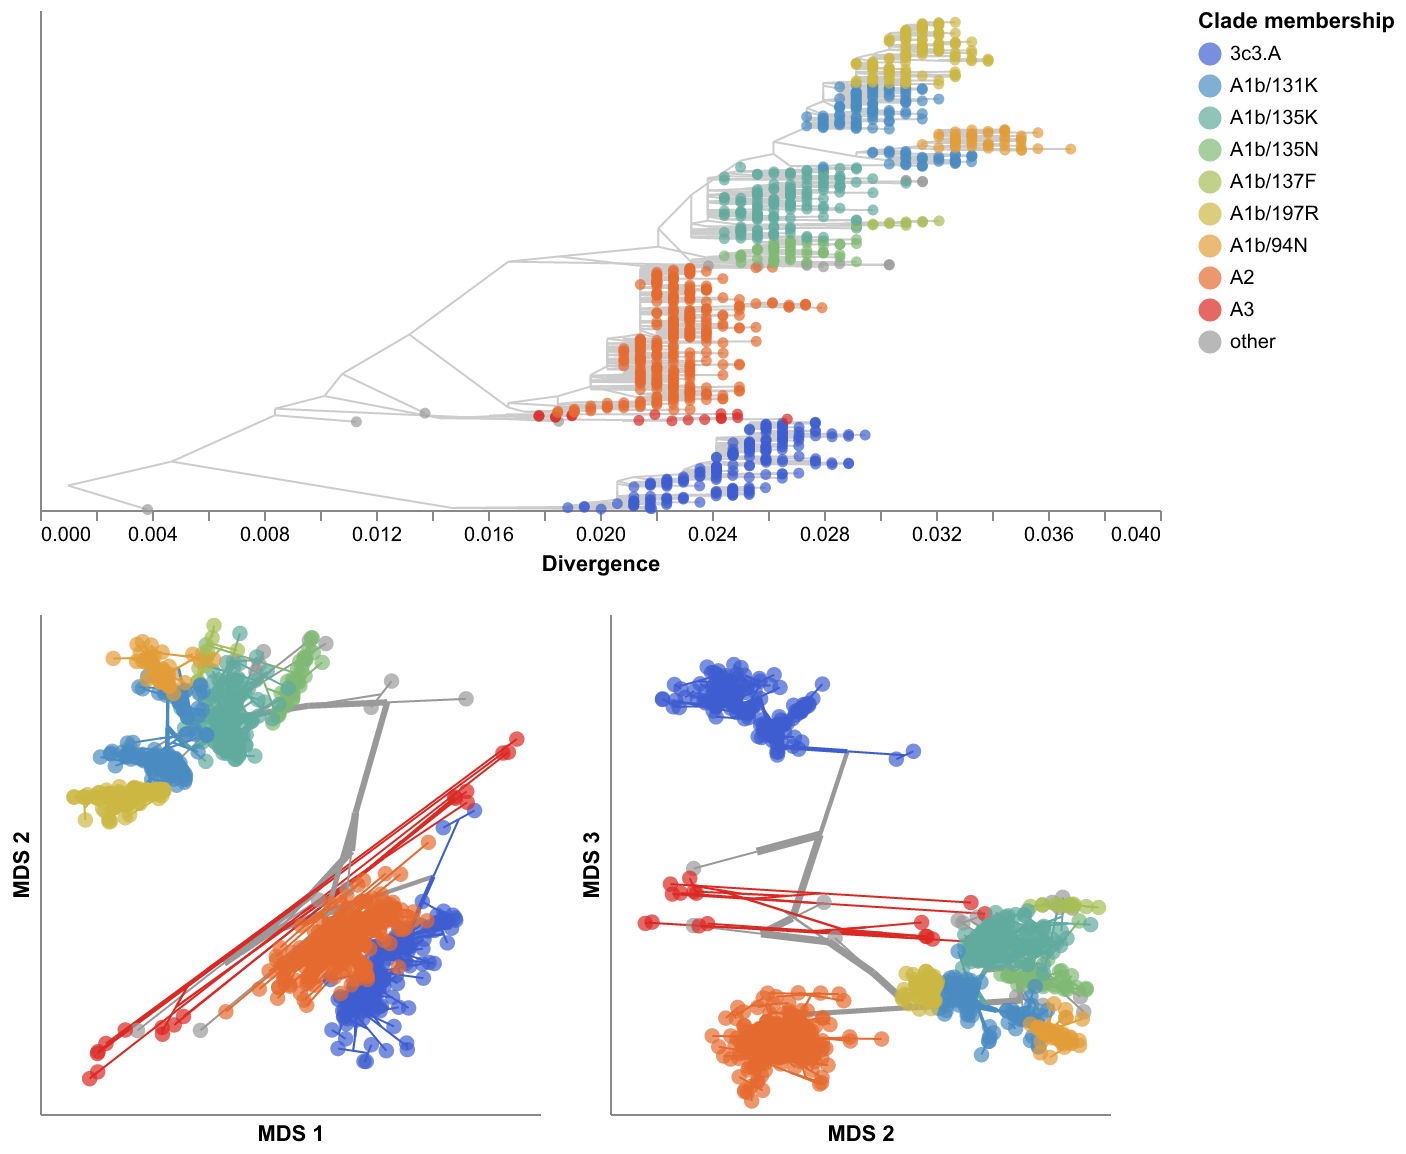 Clade membership
3c3.A
A1b/131K
A1b/135K
A1b/135N
A1b/137F
A1b/197R
A1b/94N
A2
A3
other
0.000 0.004 0.008 0.012 0.016 0.020 0.024 0.028 0.032 0.036 0.040
Divergence
MDS 2
MDS 1
MDS 3
MDS 2